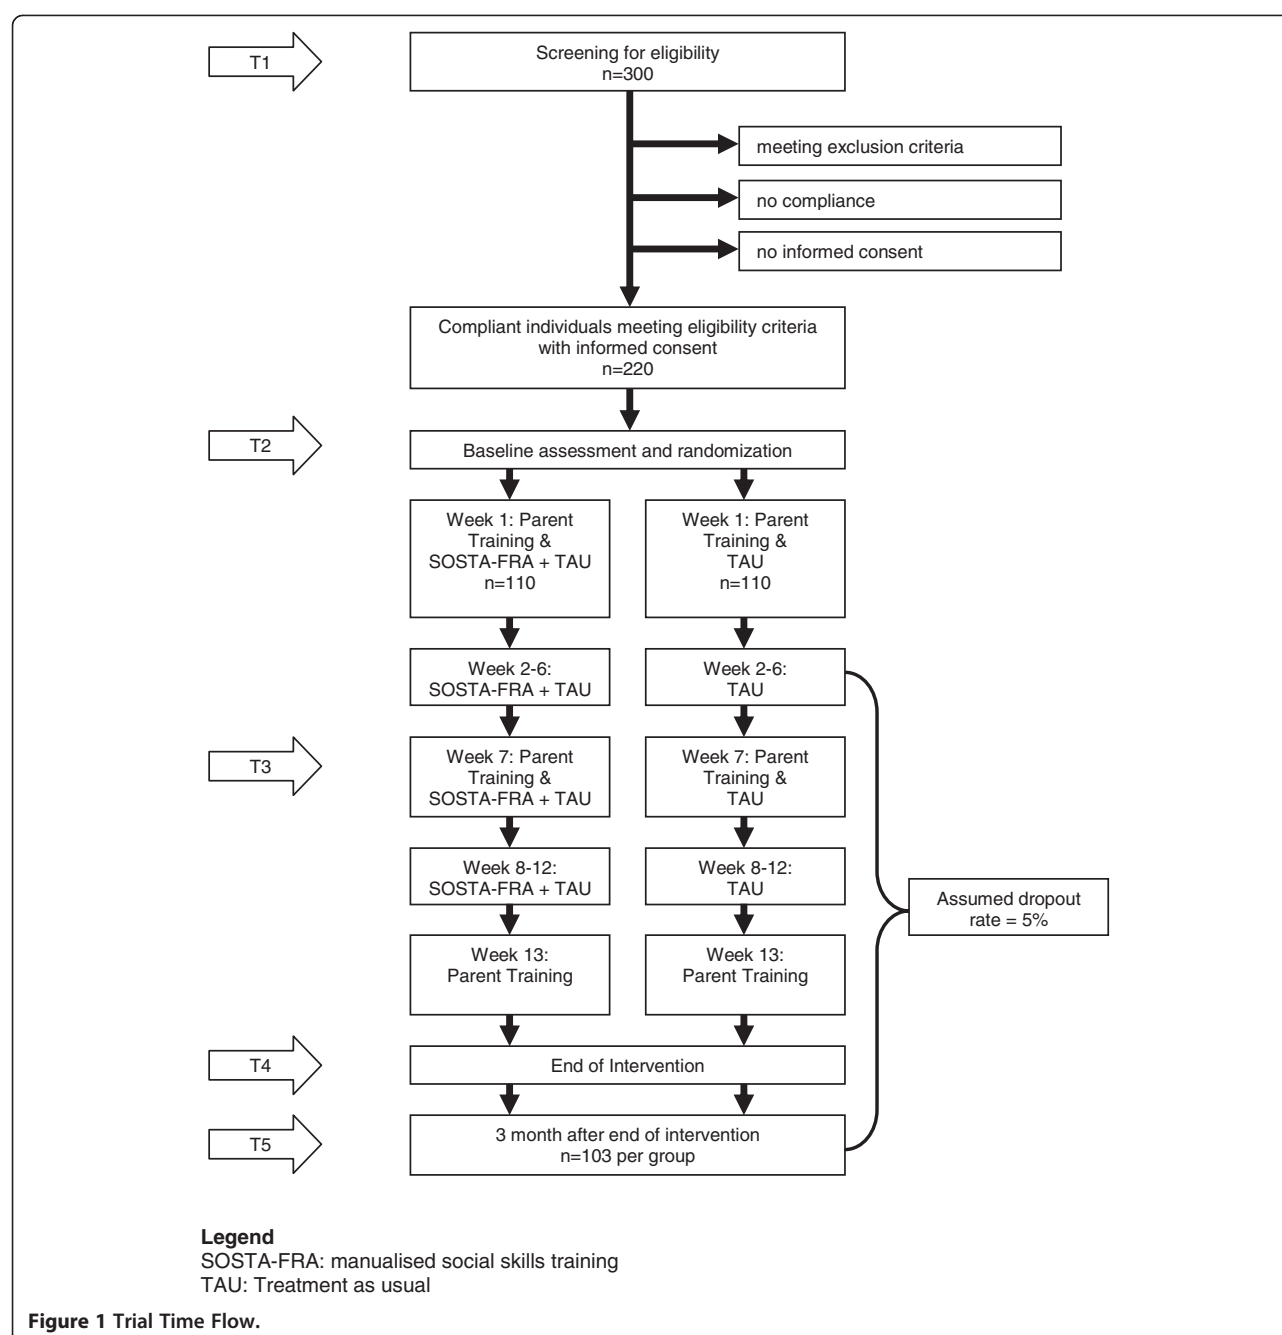 T1
Screening for eligibility
n=300
meeting exclusion criteria
no compliance
no informed consent
Compliant individuals meeting eligibility criteria
with informed consent
n=220
T2
Baseline assessment and randomization
Week 1: Parent
Training &
SOSTA-FRA + TAU
n=110
Week 1: Parent
Training &
TAU
n=110
Week 2-6:
SOSTA-FRA + TAU
Week 2-6:
TAU
T3
Week 7: Parent
Training &
SOSTA-FRA + TAU
Week 7: Parent
Training &
TAU
Week 8-12:
SOSTA-FRA + TAU
Week 8-12:
TAU
Assumed dropout
rate = 5%
Week 13:
Parent Training
Week 13:
Parent Training
T4
End of Intervention
T5
3 month after end of intervention
n=103 per group
Legend
SOSTA-FRA: manualised social skills training
TAU: Treatment as usual
Figure 1 Trial Time Flow.